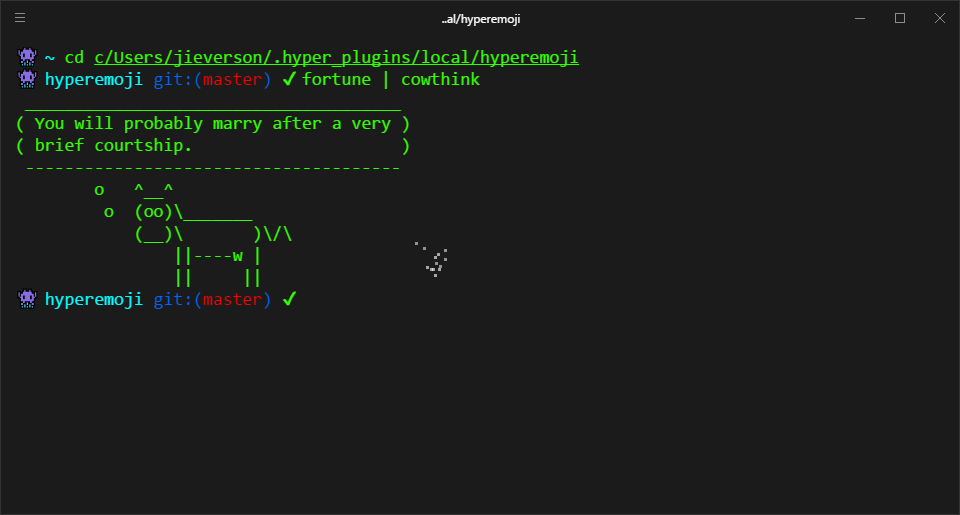 ..al/hyperemoji
👾 ~ cd c/Users/jieverson/.hyper_plugins/local/hyperemoji
👾 hyperemoji git:(master) ✔ fortune | cowthink
 ______________________________________
( You will probably marry after a very )
( brief courtship.                     )
 --------------------------------------
        o   ^__^
         o  (oo)\_______
            (__)\       )\/\
                ||----w |
                ||     ||
👾 hyperemoji git:(master) ✔